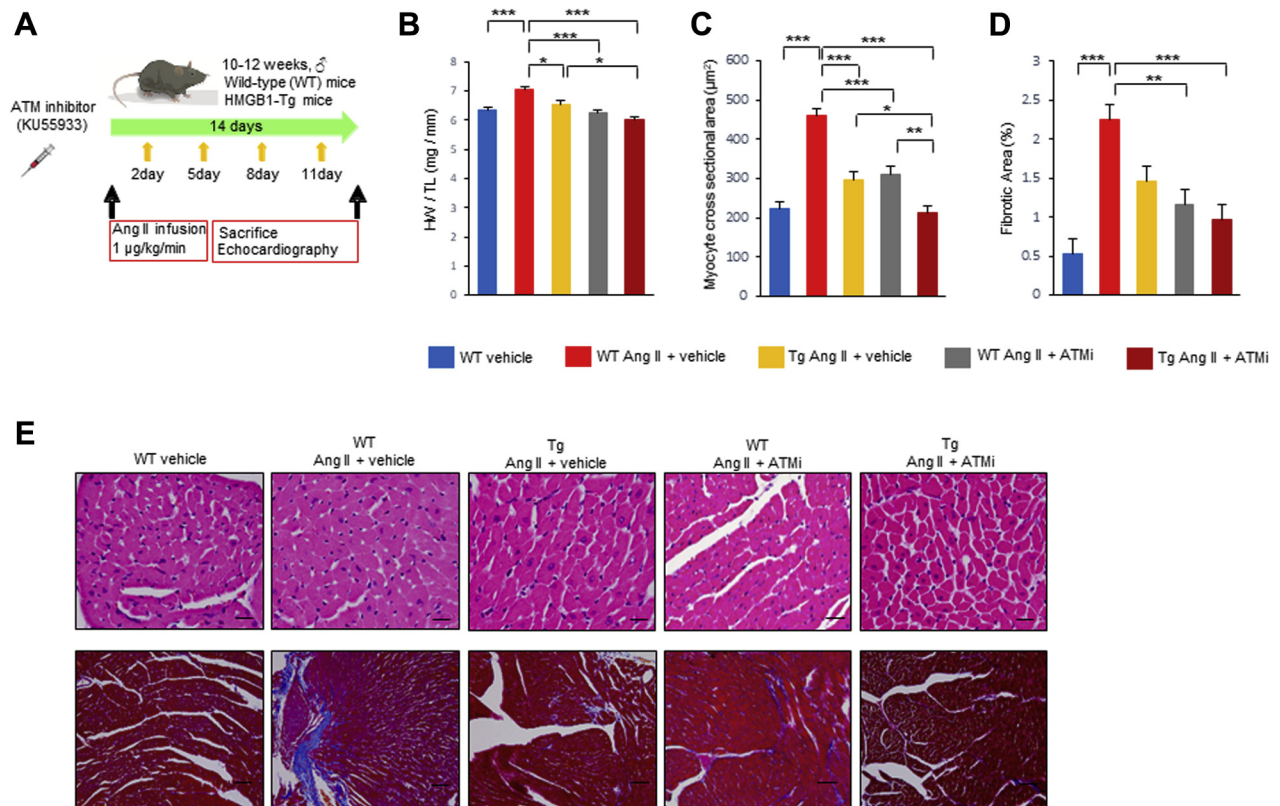 A
10-12 weeks, ♂
Wild-type (WT) mice
HMGB1-Tg mice
ATM inhibitor
(KU55933)
14 days
2day
5day
8day
11day
Ang Ⅱ infusion
1 µg/kg/min
Sacrifice
Echocardiography
B
HW / TL (mg / mm)
8
7
6
5
4
3
2
1
0
***
***
***
*
*
C
Myocyte cross sectional area (µm²)
600
500
400
300
200
100
0
***
***
***
***
*
**
D
Fibrotic Area (%)
3
2.5
2
1.5
1
0.5
0
***
***
**
WT vehicle
WT Ang Ⅱ + vehicle
Tg Ang Ⅱ + vehicle
WT Ang Ⅱ + ATMi
Tg Ang Ⅱ + ATMi
E
WT vehicle
WT
Ang Ⅱ + vehicle
Tg
Ang Ⅱ + vehicle
WT
Ang Ⅱ + ATMi
Tg
Ang Ⅱ + ATMi